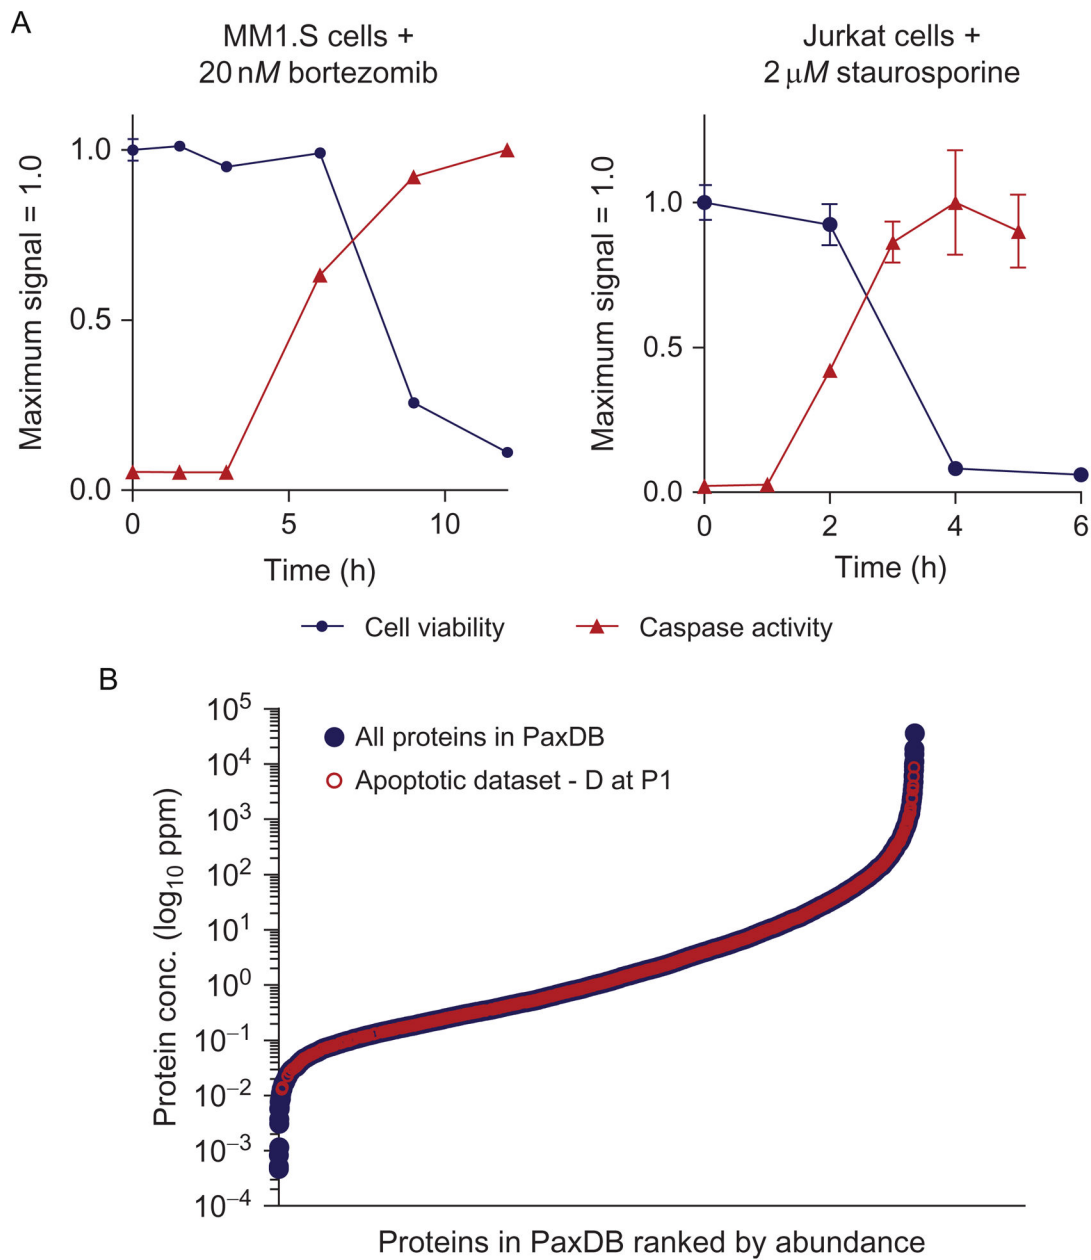 A
MM1.S cells +
20 nM bortezomib
Jurkat cells +
2 μM staurosporine
Maximum signal = 1.0
1.0
0.5
0.0
0
5
10
Time (h)
Maximum signal = 1.0
1.0
0.5
0.0
0
2
4
6
Time (h)
Cell viability
Caspase activity
B
Protein conc. (log10 ppm)
10^5
10^4
10^3
10^2
10^1
10^0
10^−1
10^−2
10^−3
10^−4
All proteins in PaxDB
Apoptotic dataset - D at P1
Proteins in PaxDB ranked by abundance